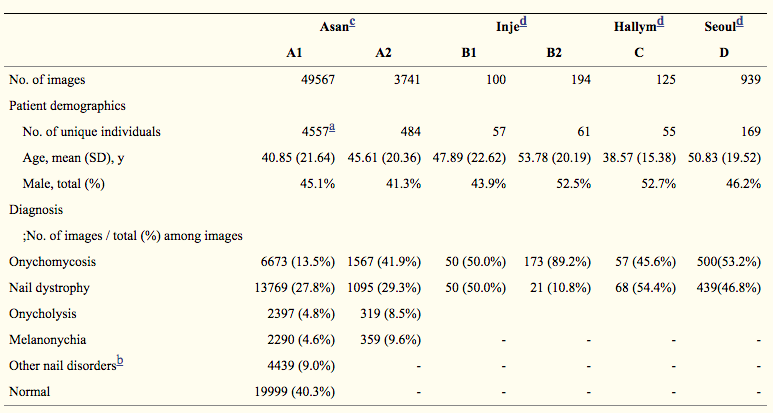 Asanc Injed Hallymd Seould
A1 A2 B1 B2 C D
No. of images 49567 3741 100 194 125 939
Patient demographics
No. of unique individuals 4557a 484 57 61 55 169
Age, mean (SD), y 40.85 (21.64) 45.61 (20.36) 47.89 (22.62) 53.78 (20.19) 38.57 (15.38) 50.83 (19.52)
Male, total (%) 45.1% 41.3% 43.9% 52.5% 52.7% 46.2%
Diagnosis
;No. of images / total (%) among images
Onychomycosis 6673 (13.5%) 1567 (41.9%) 50 (50.0%) 173 (89.2%) 57 (45.6%) 500(53.2%)
Nail dystrophy 13769 (27.8%) 1095 (29.3%) 50 (50.0%) 21 (10.8%) 68 (54.4%) 439(46.8%)
Onycholysis 2397 (4.8%) 319 (8.5%)
Melanonychia 2290 (4.6%) 359 (9.6%) - - - -
Other nail disordersb 4439 (9.0%) - - - - -
Normal 19999 (40.3%) - - - - -